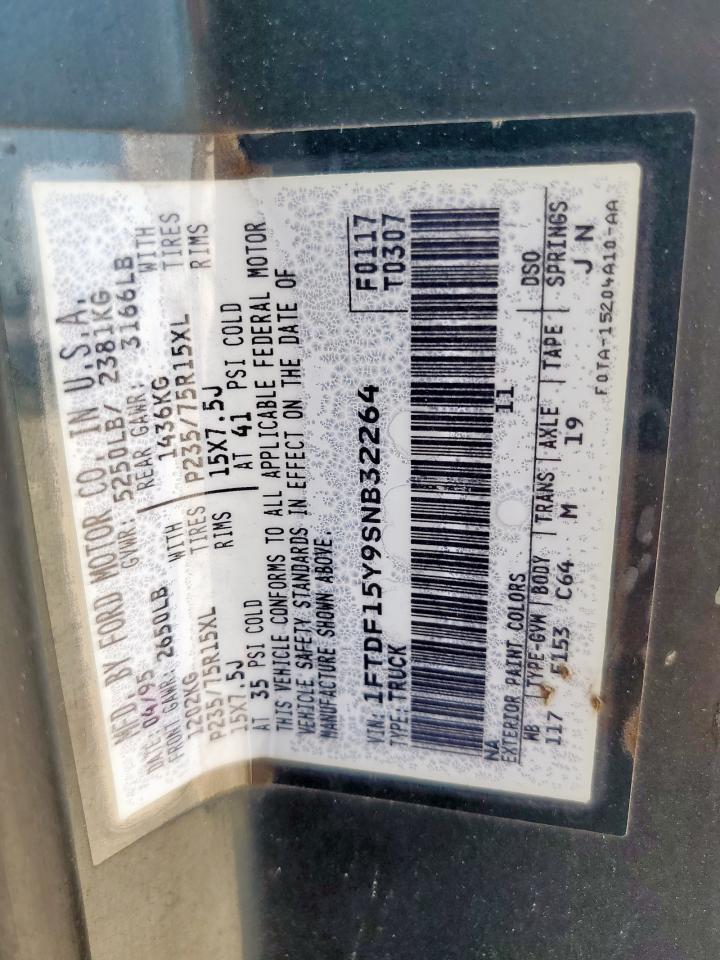 MFD. BY FORD MOTOR CO. IN U.S.A.
DATE: 04/95 GVWR: 5250LB/ 2381KG
FRONT GAWR: 2650LB REAR GAWR: 3166LB
1202KG WITH 1436KG WITH
P235/75R15XL TIRES P235/75R15XL TIRES
15X7.5J RIMS 15X7.5J RIMS
AT 35 PSI COLD AT 41 PSI COLD
THIS VEHICLE CONFORMS TO ALL APPLICABLE FEDERAL MOTOR
VEHICLE SAFETY STANDARDS IN EFFECT ON THE DATE OF
MANUFACTURE SHOWN ABOVE.
VIN: 1FTDF15Y9SNB32264 F0117
TYPE: TRUCK T0307
NA 11
EXTERIOR PAINT COLORS DSO
WB TYPE-GVW BODY TRANS AXLE TAPE SPRINGS
117 F153 C64 M 19 J N
F0TA-15204A10-AA